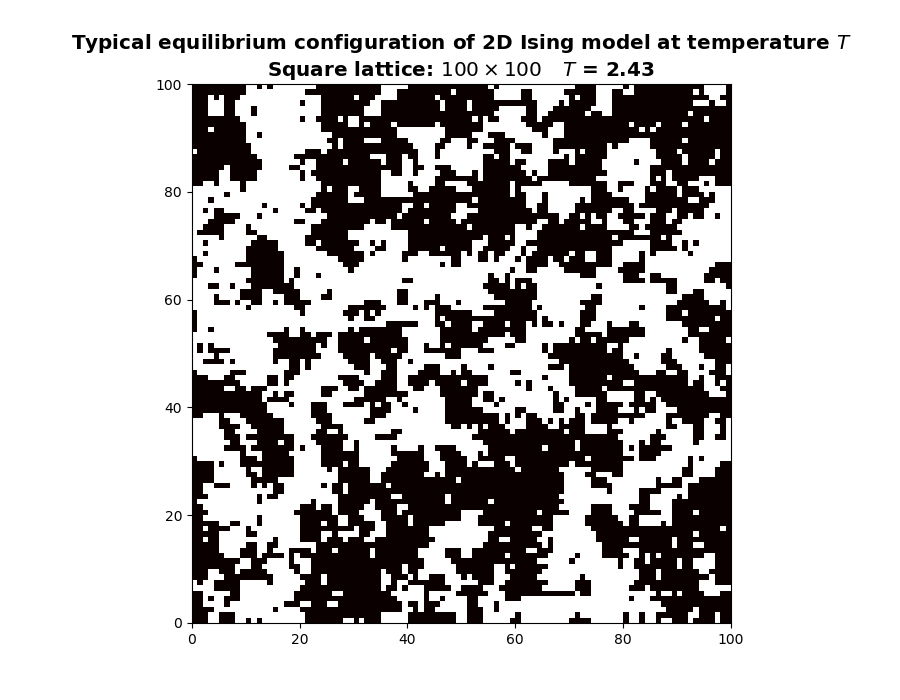 Typical equilibrium configuration of 2D Ising model at temperature T
Square lattice: 100 × 100 T = 2.43
100
80
60
40
20
0
0 20 40 60 80 100